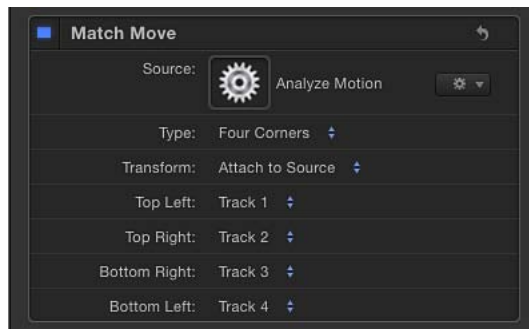 Match Move
Source: Analyze Motion
Type: Four Corners
Transform: Attach to Source
Top Left: Track 1
Top Right: Track 2
Bottom Right: Track 3
Bottom Left: Track 4